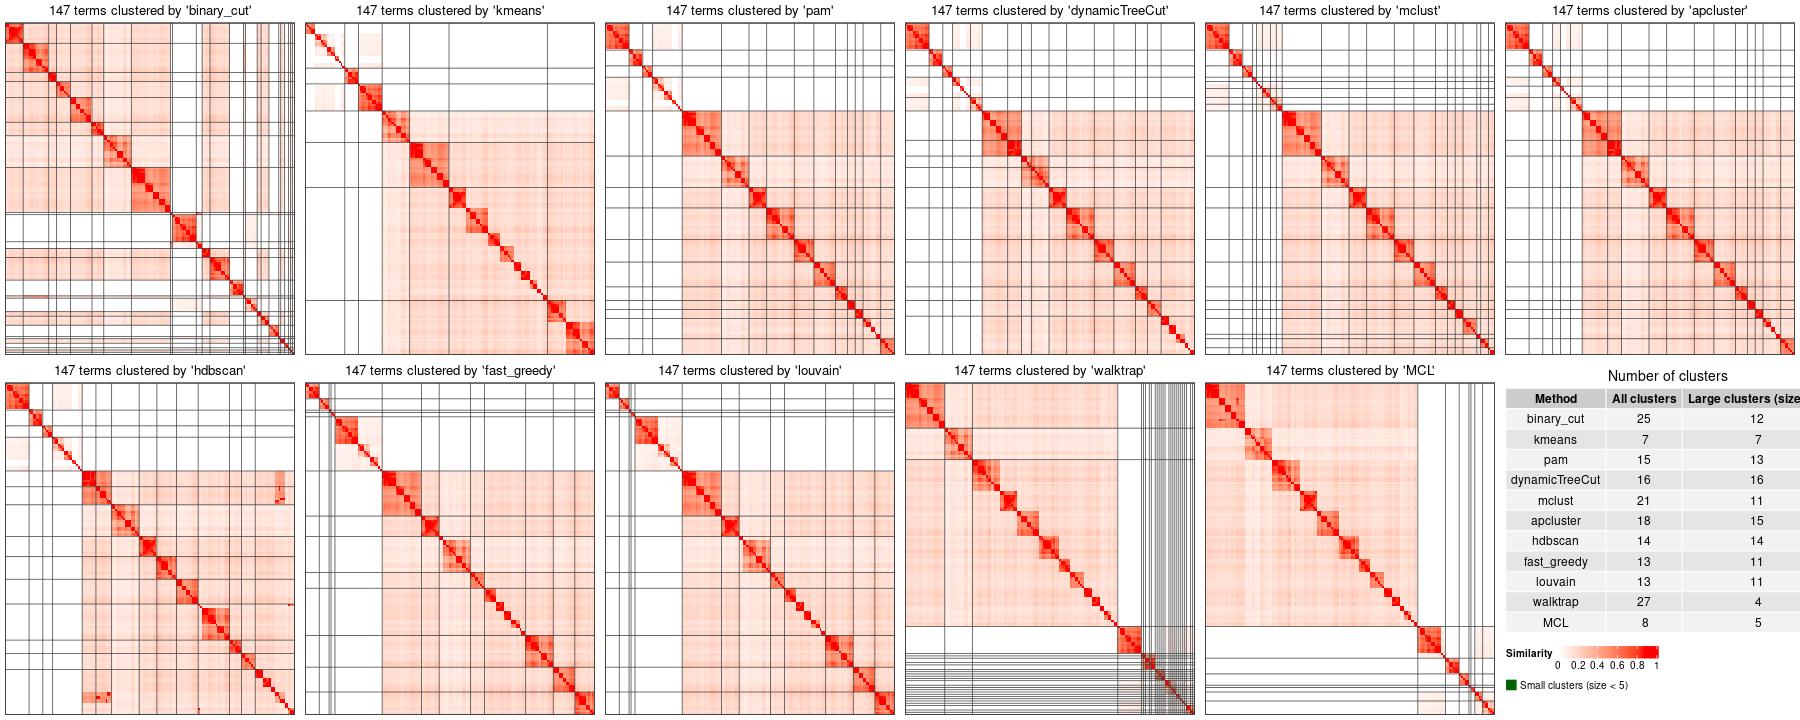 147 terms clustered by 'binary_cut'
147 terms clustered by 'kmeans'
147 terms clustered by 'pam'
147 terms clustered by 'dynamicTreeCut'
147 terms clustered by 'mclust'
147 terms clustered by 'apcluster'
147 terms clustered by 'hdbscan'
147 terms clustered by 'fast_greedy'
147 terms clustered by 'louvain'
147 terms clustered by 'walktrap'
147 terms clustered by 'MCL'
Number of clusters
Method All clusters Large clusters (size
binary_cut 25 12
kmeans 7 7
pam 15 13
dynamicTreeCut 16 16
mclust 21 11
apcluster 18 15
hdbscan 14 14
fast_greedy 13 11
louvain 13 11
walktrap 27 4
MCL 8 5
Similarity
0 0.2 0.4 0.6 0.8 1
Small clusters (size < 5)